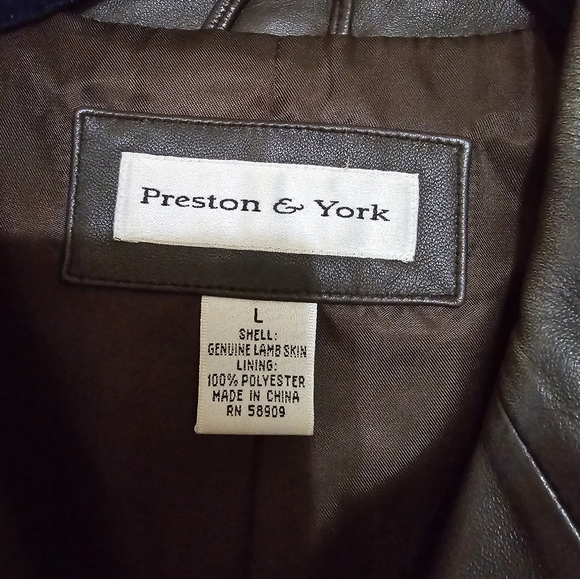 Preston & York
L
SHELL:
GENUINE LAMB SKIN
LINING:
100% POLYESTER
MADE IN CHINA
RN 58909